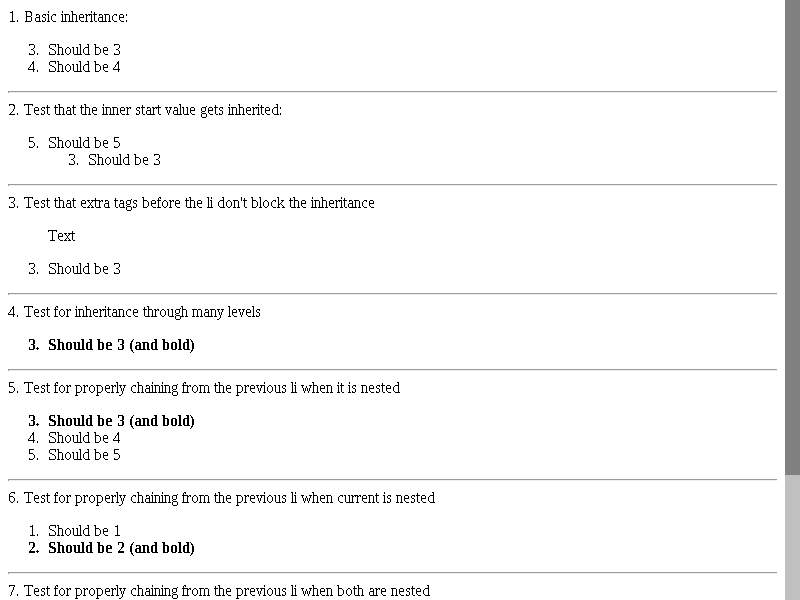 1. Basic inheritance:
3. Should be 3
4. Should be 4
2. Test that the inner start value gets inherited:
5. Should be 5
3. Should be 3
3. Test that extra tags before the li don't block the inheritance
Text
3. Should be 3
4. Test for inheritance through many levels
3. Should be 3 (and bold)
5. Test for properly chaining from the previous li when it is nested
3. Should be 3 (and bold)
4. Should be 4
5. Should be 5
6. Test for properly chaining from the previous li when current is nested
1. Should be 1
2. Should be 2 (and bold)
7. Test for properly chaining from the previous li when both are nested